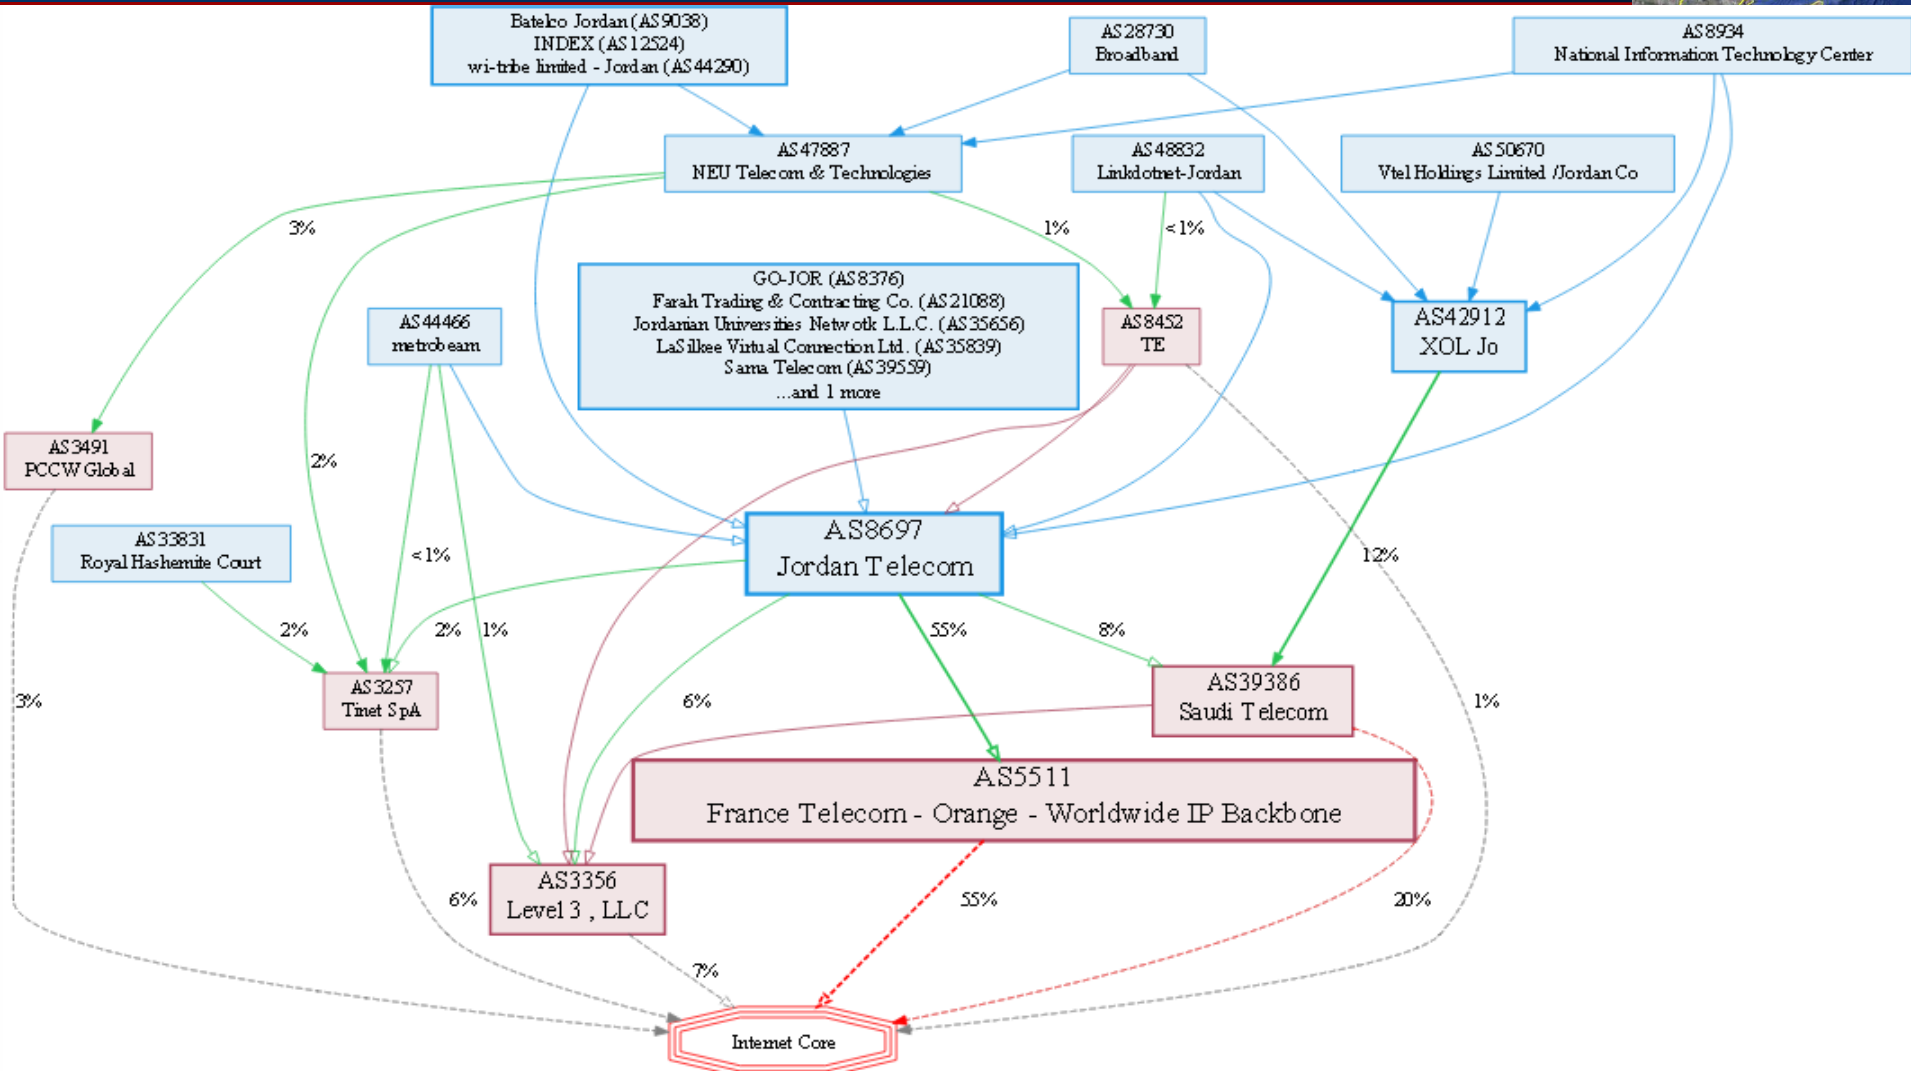 Batelco Jordan (AS9038)
INDEX (AS12524)
wi-tribe limited - Jordan (AS44290)
AS28730
Broadband
AS8934
National Information Technology Center
AS47887
NEU Telecom & Technologies
AS48832
Linkdotnet-Jordan
AS50670
Vtel Holdings Limited /Jordan Co
3%
1%
<1%
GO-JOR (AS8376)
Farah Trading & Contracting Co. (AS21088)
Jordanian Universities Netwotk L.L.C. (AS35656)
LaSilkee Virtual Connection Ltd. (AS35839)
Sama Telecom (AS39559)
...and 1 more
AS44466
metrobeam
AS8452
TE
AS42912
XOL Jo
AS3491
PCCW Global
2%
AS8697
Jordan Telecom
AS33831
Royal Hashemite Court
<1%
12%
2%
2%
1%
55%
8%
AS3257
Tinet SpA
AS39386
Saudi Telecom
3%
6%
1%
AS5511
France Telecom - Orange - Worldwide IP Backbone
AS3356
Level 3 , LLC
6%
55%
20%
7%
Internet Core